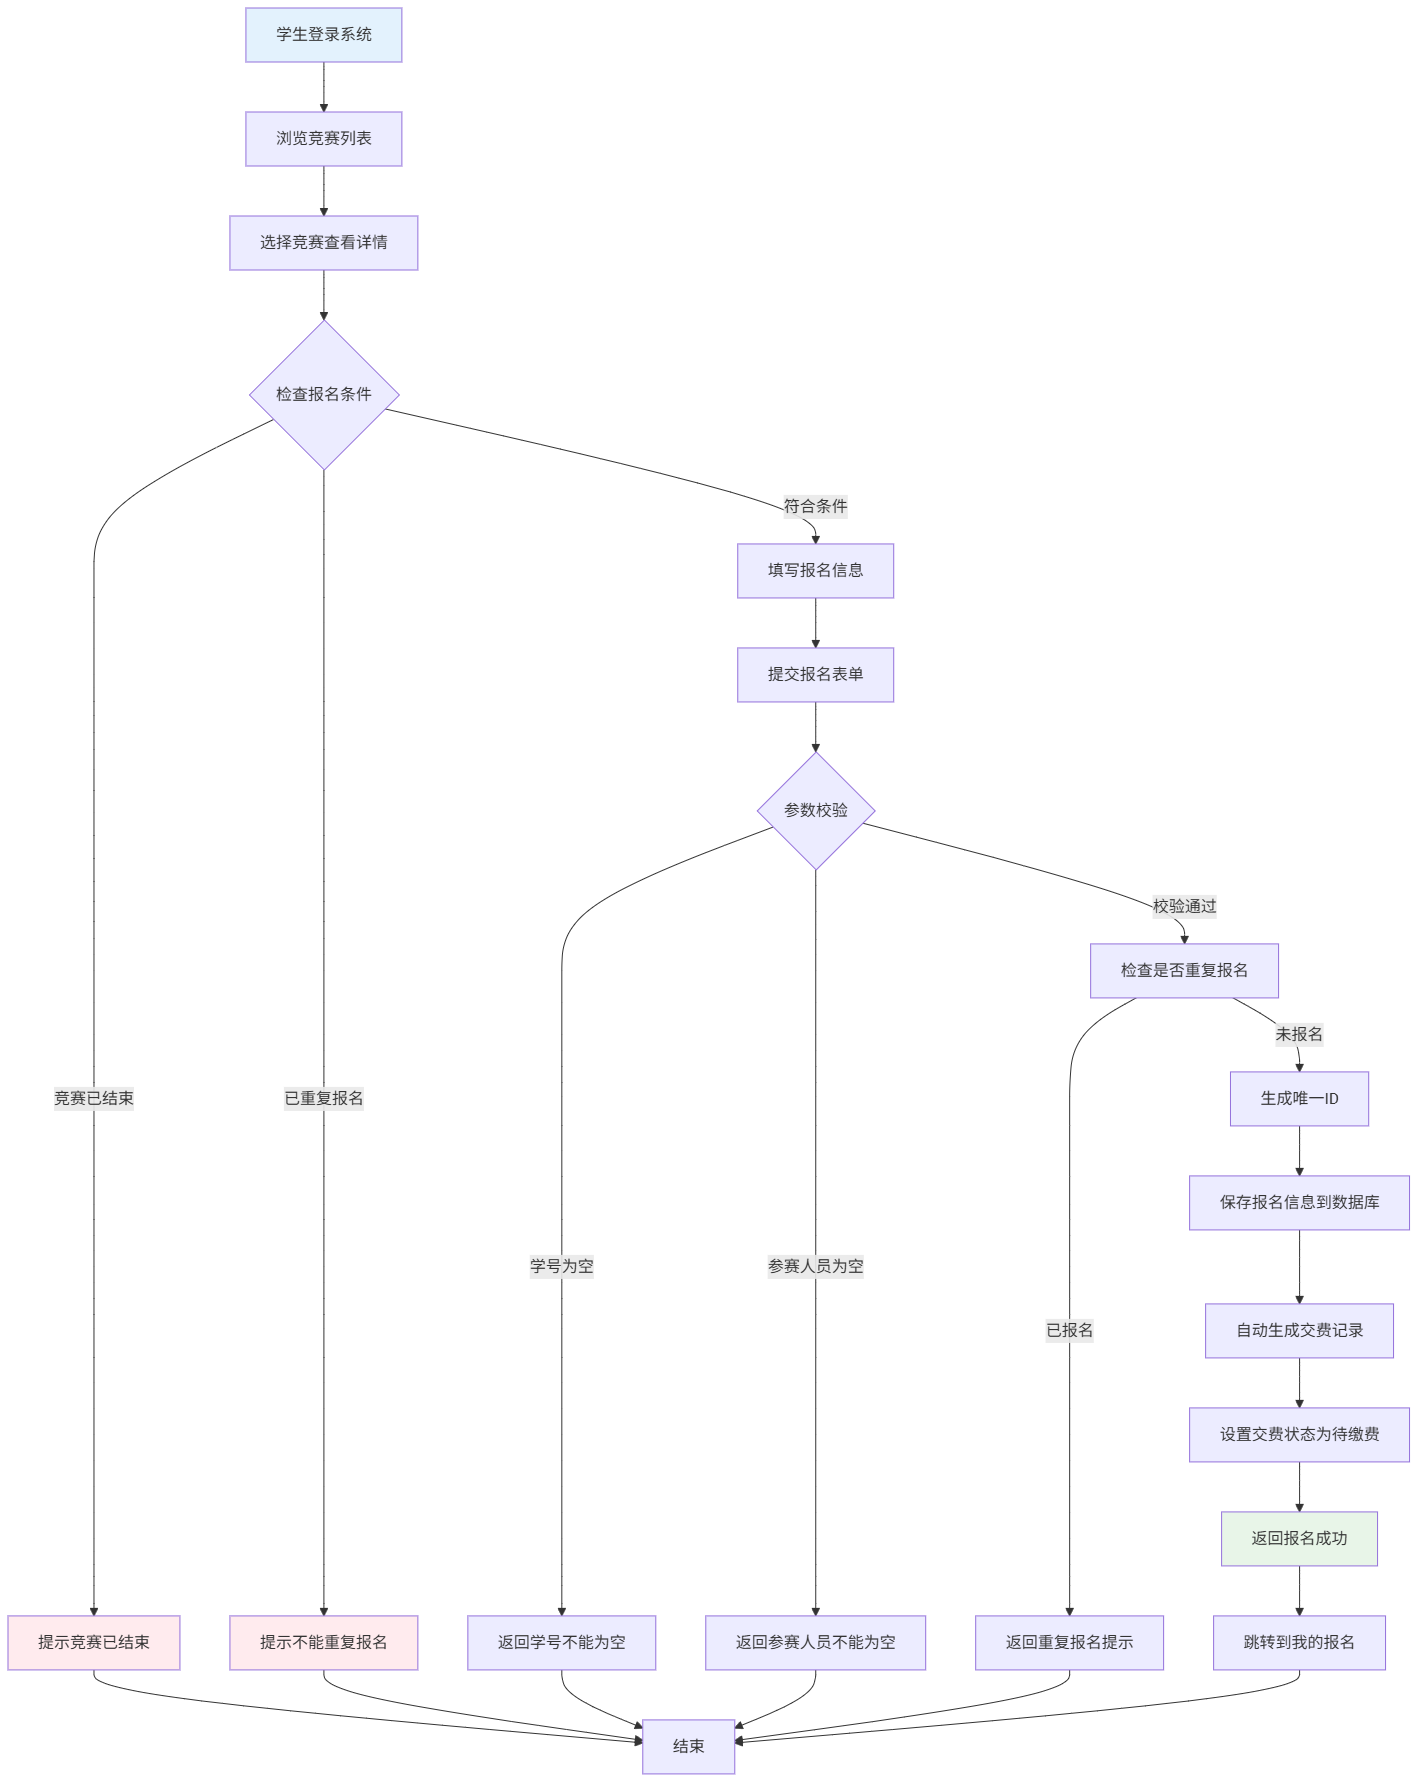 学生登录系统
浏览竞赛列表
选择竞赛查看详情
检查报名条件
符合条件
填写报名信息
提交报名表单
参数校验
校验通过
检查是否重复报名
未报名
竞赛已结束
已重复报名
生成唯一ID
保存报名信息到数据库
学号为空
参赛人员为空
已报名
自动生成交费记录
设置交费状态为待缴费
返回报名成功
提示竞赛已结束
提示不能重复报名
返回学号不能为空
返回参赛人员不能为空
返回重复报名提示
跳转到我的报名
结束